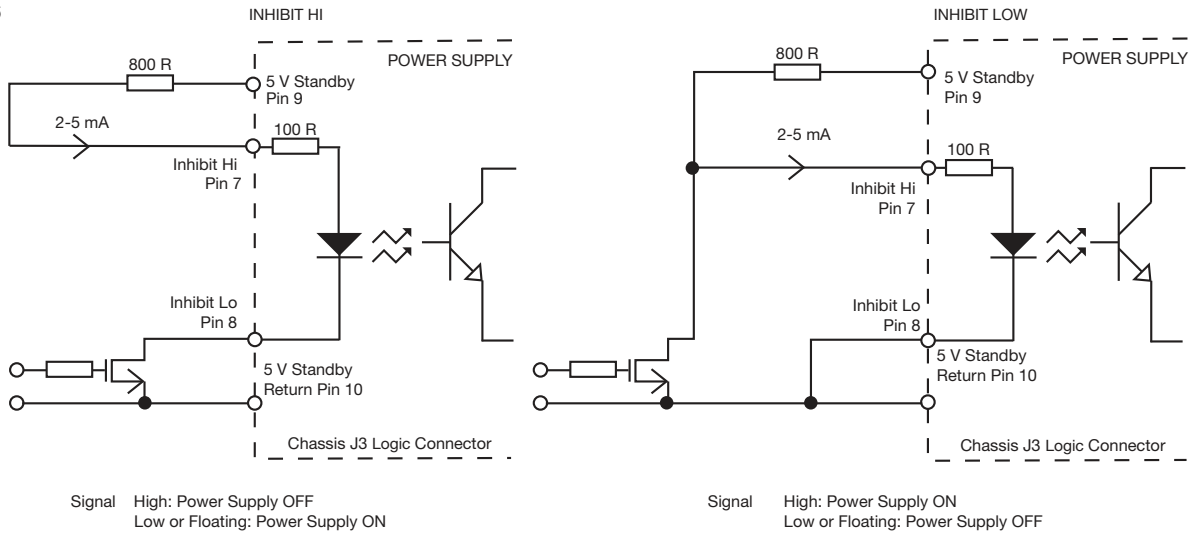 INHIBIT HI
POWER SUPPLY
800 R
5 V Standby
Pin 9
2-5 mA
100 R
Inhibit Hi
Pin 7
Inhibit Lo
Pin 8
5 V Standby
Return Pin 10
Chassis J3 Logic Connector
Signal High: Power Supply OFF
Low or Floating: Power Supply ON
INHIBIT LOW
POWER SUPPLY
800 R
5 V Standby
Pin 9
2-5 mA
100 R
Inhibit Hi
Pin 7
Inhibit Lo
Pin 8
5 V Standby
Return Pin 10
Chassis J3 Logic Connector
Signal High: Power Supply ON
Low or Floating: Power Supply OFF